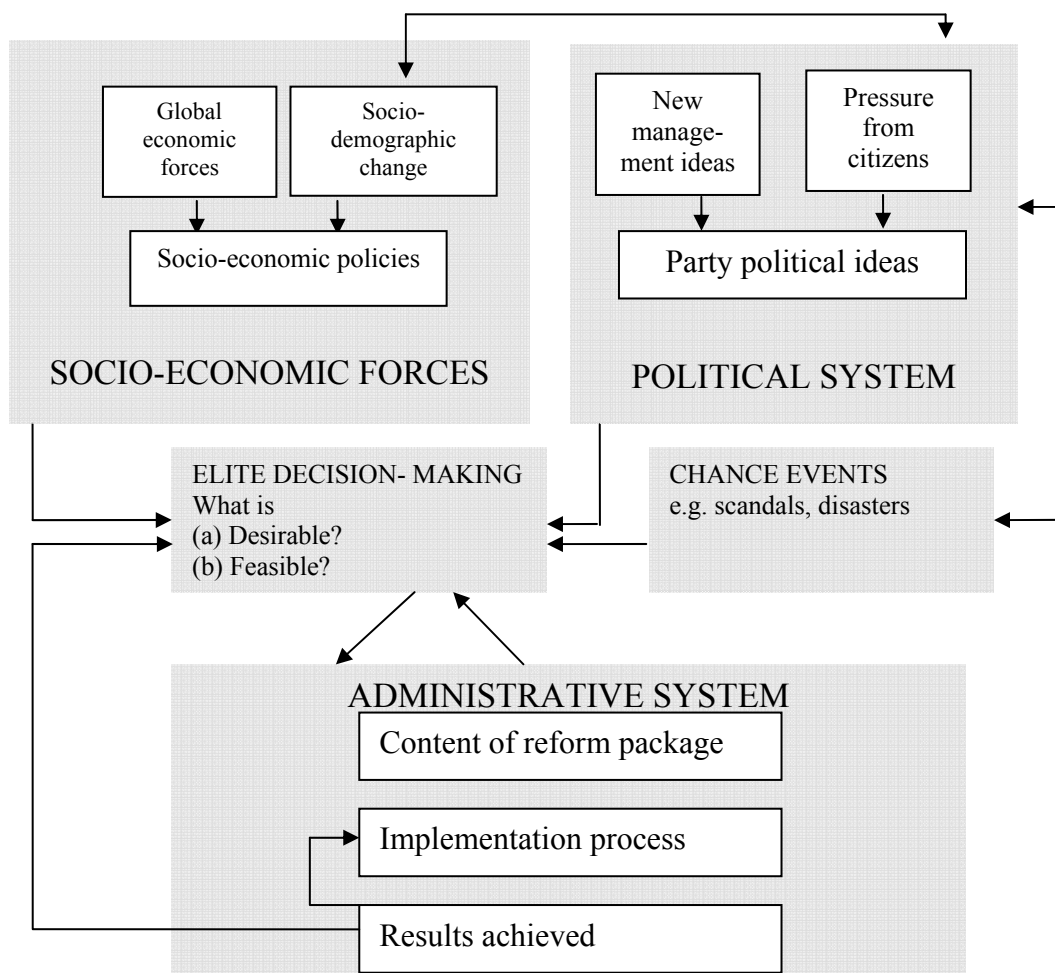 Global
economic
forces
Socio-
demographic
change
Socio-economic policies
SOCIO-ECONOMIC FORCES
New
manage-
ment ideas
Pressure
from
citizens
Party political ideas
POLITICAL SYSTEM
ELITE DECISION- MAKING
What is
(a) Desirable?
(b) Feasible?
CHANCE EVENTS
e.g. scandals, disasters
ADMINISTRATIVE SYSTEM
Content of reform package
Implementation process
Results achieved